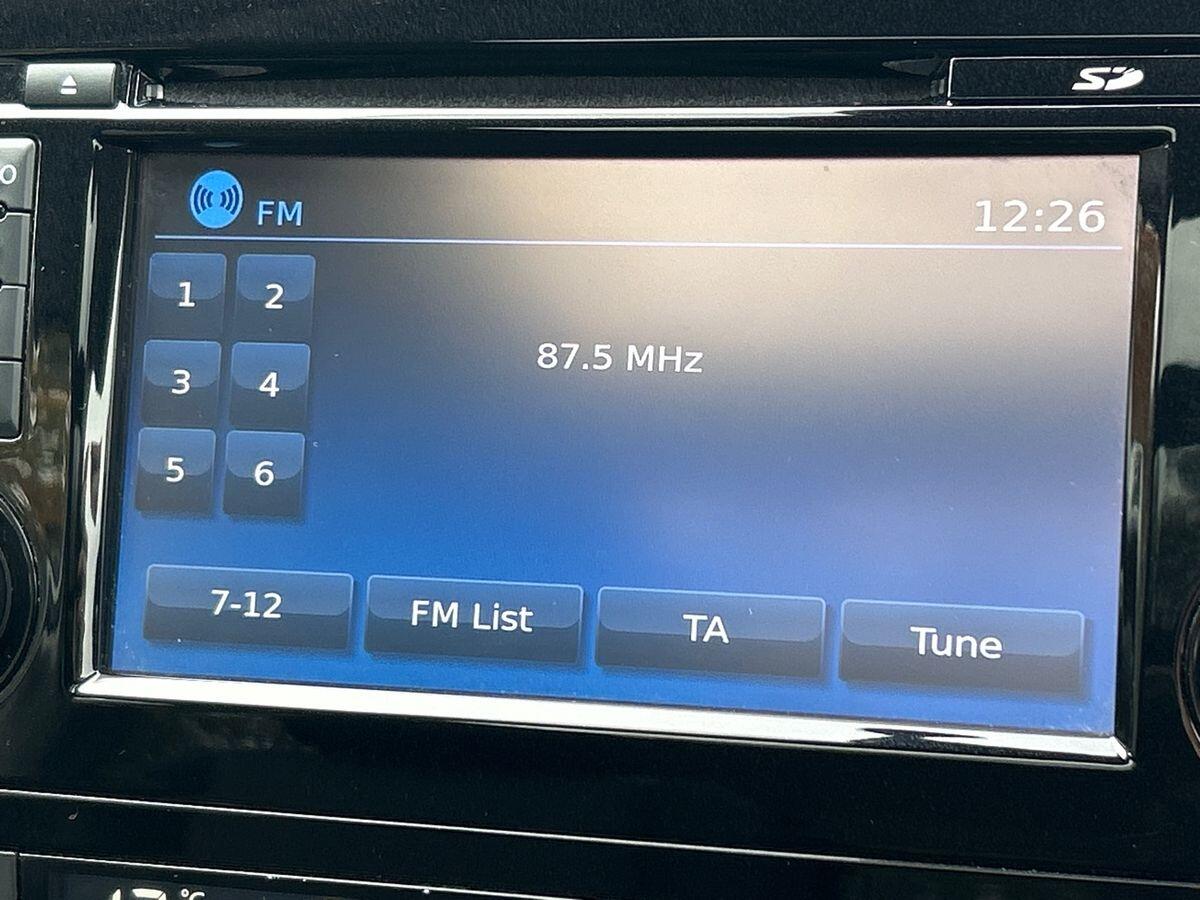 SD
FM 12:26
1 2
87.5 MHz
3 4
5 6
7-12 FM List TA Tune
°C